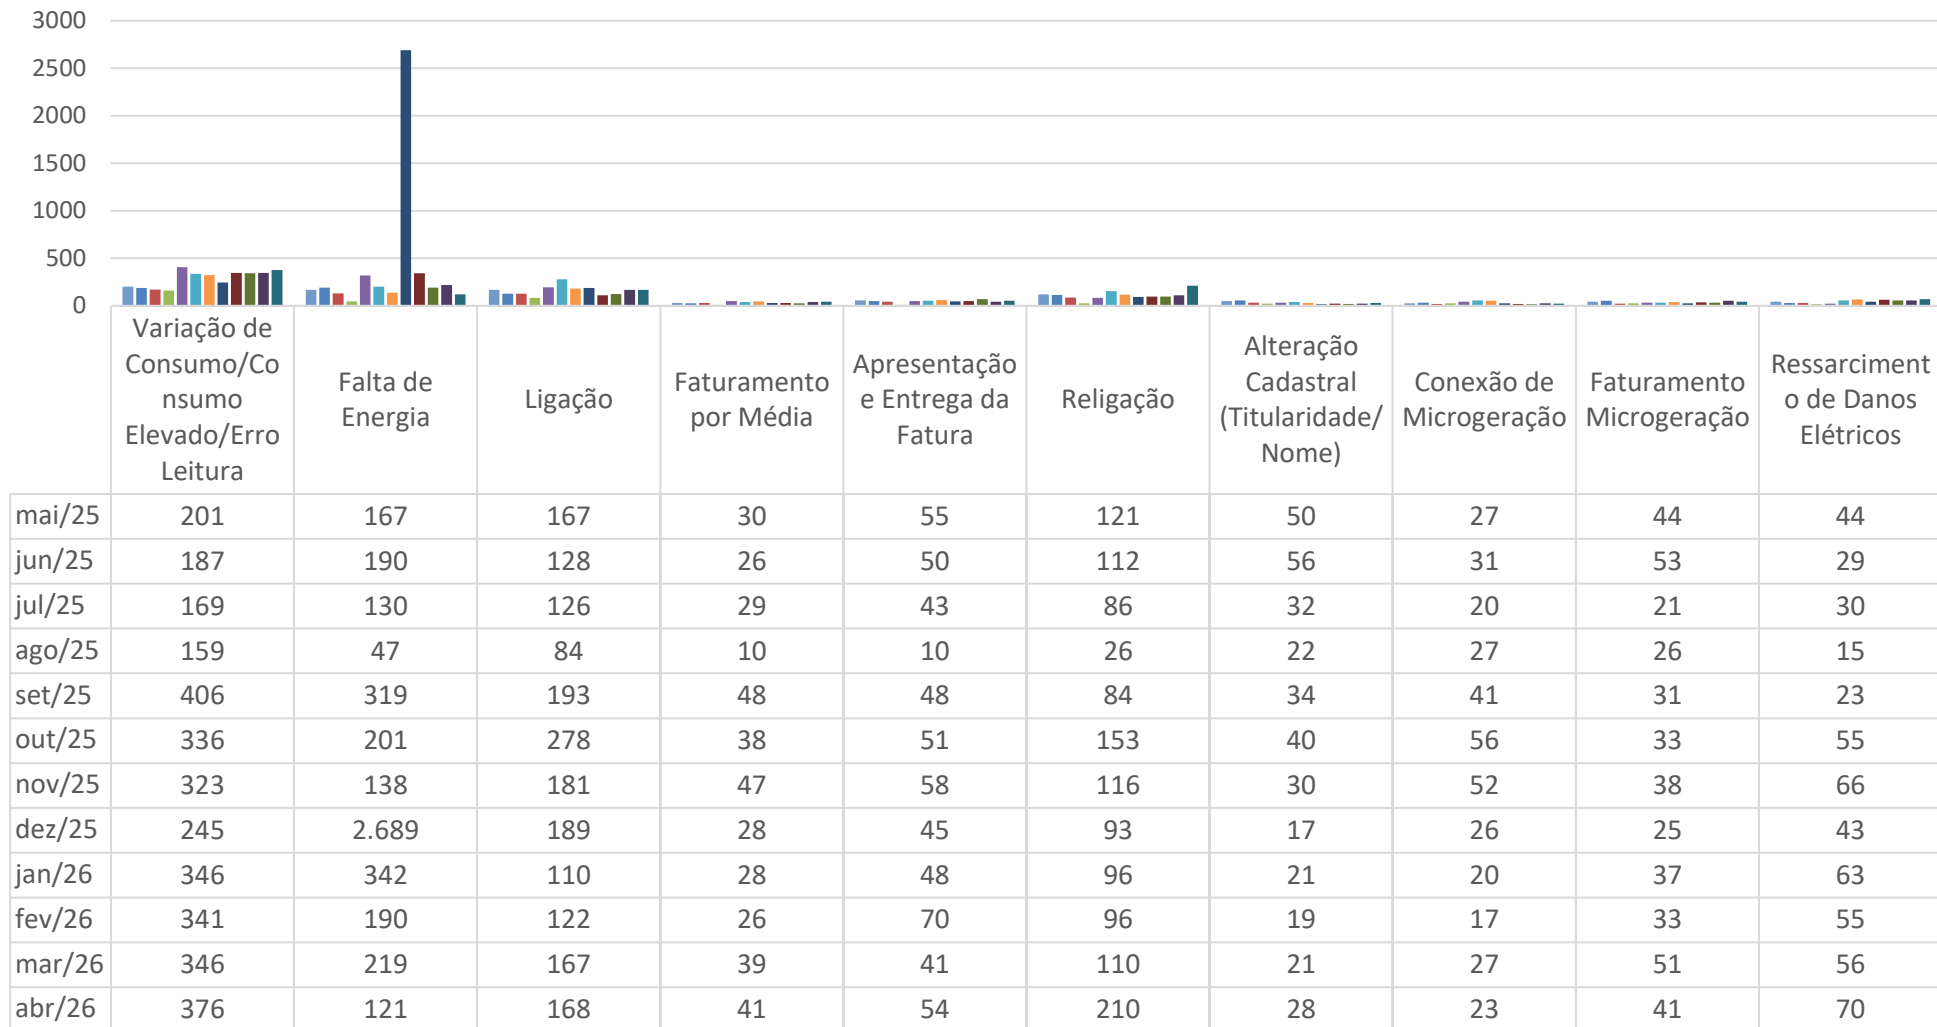 3000
2500
2000
1500
1000
500
0
Variação de
Consumo/Co
nsumo
Elevado/Erro
Leitura
Falta de
Energia
Ligação
Faturamento
por Média
Apresentação
e Entrega da
Fatura
Religação
Alteração
Cadastral
(Titularidade/
Nome)
Conexão de
Microgeração
Faturamento
Microgeração
Ressarciment
o de Danos
Elétricos
mai/25 201 167 167 30 55 121 50 27 44 44
jun/25 187 190 128 26 50 112 56 31 53 29
jul/25 169 130 126 29 43 86 32 20 21 30
ago/25 159 47 84 10 10 26 22 27 26 15
set/25 406 319 193 48 48 84 34 41 31 23
out/25 336 201 278 38 51 153 40 56 33 55
nov/25 323 138 181 47 58 116 30 52 38 66
dez/25 245 2.689 189 28 45 93 17 26 25 43
jan/26 346 342 110 28 48 96 21 20 37 63
fev/26 341 190 122 26 70 96 19 17 33 55
mar/26 346 219 167 39 41 110 21 27 51 56
abr/26 376 121 168 41 54 210 28 23 41 70